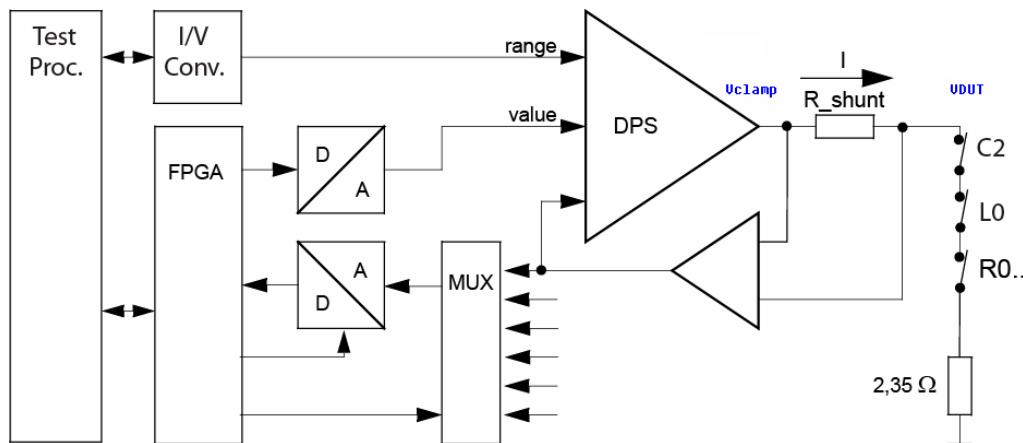 Test
Proc.
I/V
Conv.
range
Vclamp
I
R_shunt
VDUT
value
DPS
C2
FPGA
D
A
L0
A
D
MUX
R0..
2,35 Ω